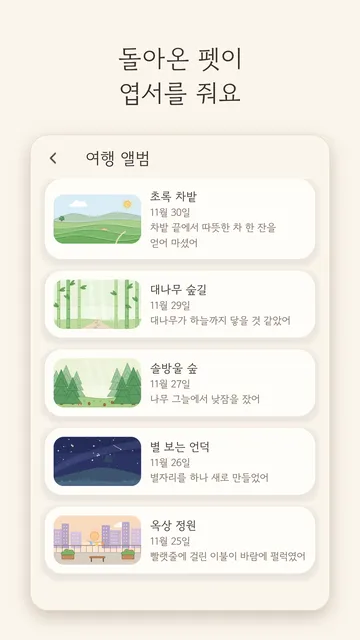 돌아온 펫이
엽서를 줘요
여행 앨범
초록 차밭
11월 30일
차밭 끝에서 따뜻한 차 한 잔을
얻어 마셨어
대나무 숲길
11월 29일
대나무가 하늘까지 닿을 것 같았어
솔방울 숲
11월 27일
나무 그늘에서 낮잠을 잤어
별 보는 언덕
11월 26일
별자리를 하나 새로 만들었어
옥상 정원
11월 25일
빨랫줄에 걸린 이불이 바람에 펄럭였어